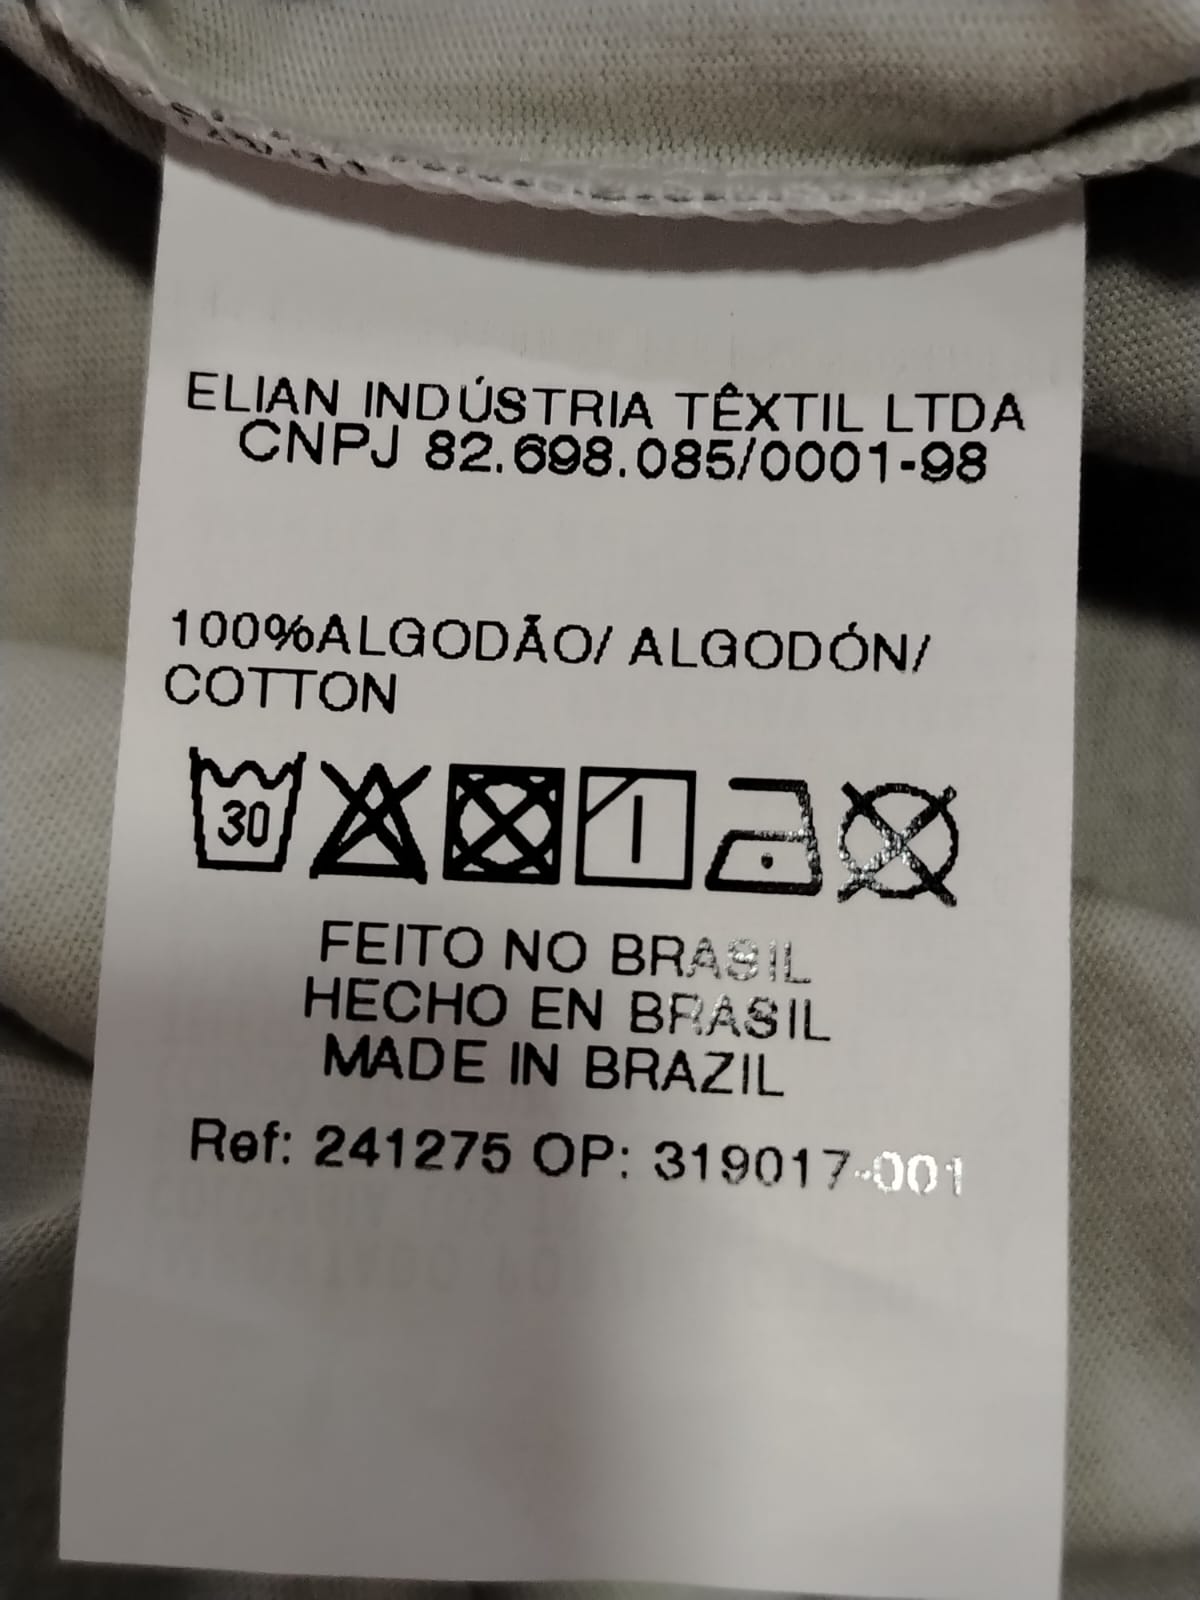 ELIAN INDÚSTRIA TÊXTIL LTDA
CNPJ 82.698.085/0001-98
100%ALGODÃO/ ALGODÓN/
COTTON
30
FEITO NO BRASIL
HECHO EN BRASIL
MADE IN BRAZIL
Ref: 241275 OP: 319017-001